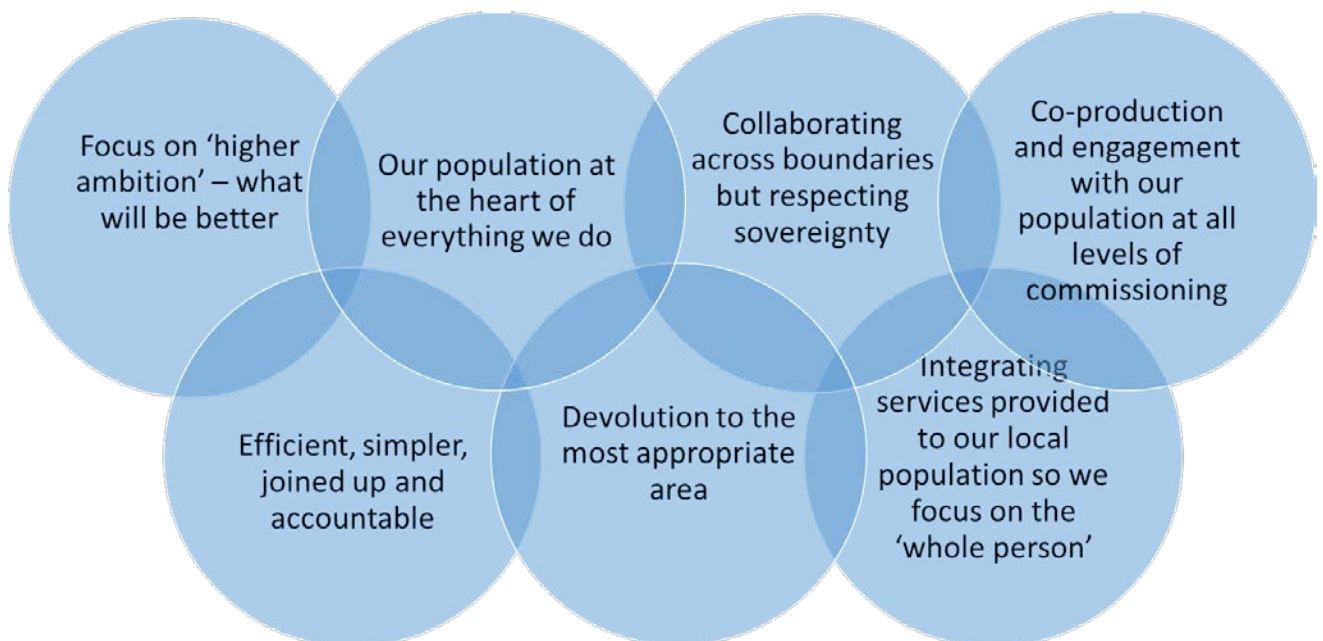 Focus on ‘higher
ambition’ – what
will be better
Our population at
the heart of
everything we do
Collaborating
across boundaries
but respecting
sovereignty
Co-production
and engagement
with our
population at all
levels of
commissioning
Efficient, simpler,
joined up and
accountable
Devolution to the
most appropriate
area
Integrating
services provided
to our local
population so we
focus on the
‘whole person’